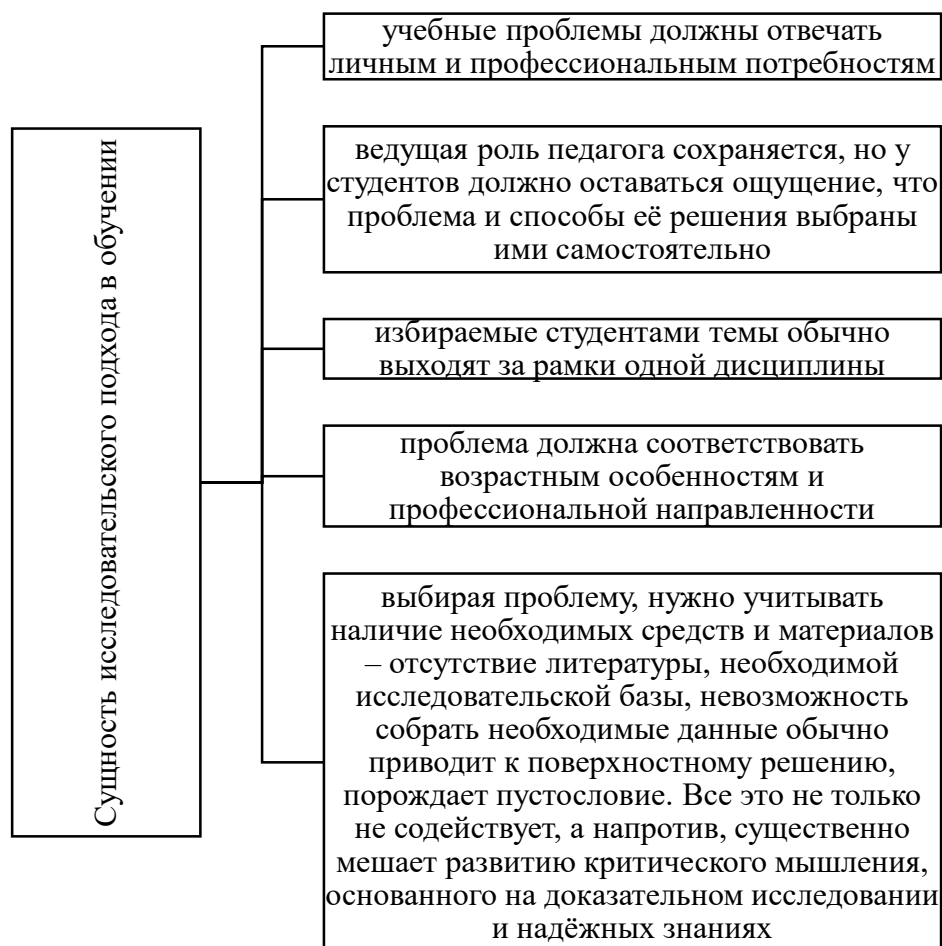 Сущность исследовательского подхода в обучении
учебные проблемы должны отвечать
личным и профессиональным потребностям
ведущая роль педагога сохраняется, но у
студентов должно оставаться ощущение, что
проблема и способы её решения выбраны
ими самостоятельно
избираемые студентами темы обычно
выходят за рамки одной дисциплины
проблема должна соответствовать
возрастным особенностям и
профессиональной направленности
выбирая проблему, нужно учитывать
наличие необходимых средств и материалов
– отсутствие литературы, необходимой
исследовательской базы, невозможность
собрать необходимые данные обычно
приводит к поверхностному решению,
порождает пустословие. Все это не только
не содействует, а напротив, существенно
мешает развитию критического мышления,
основанного на доказательном исследовании
и надёжных знаниях